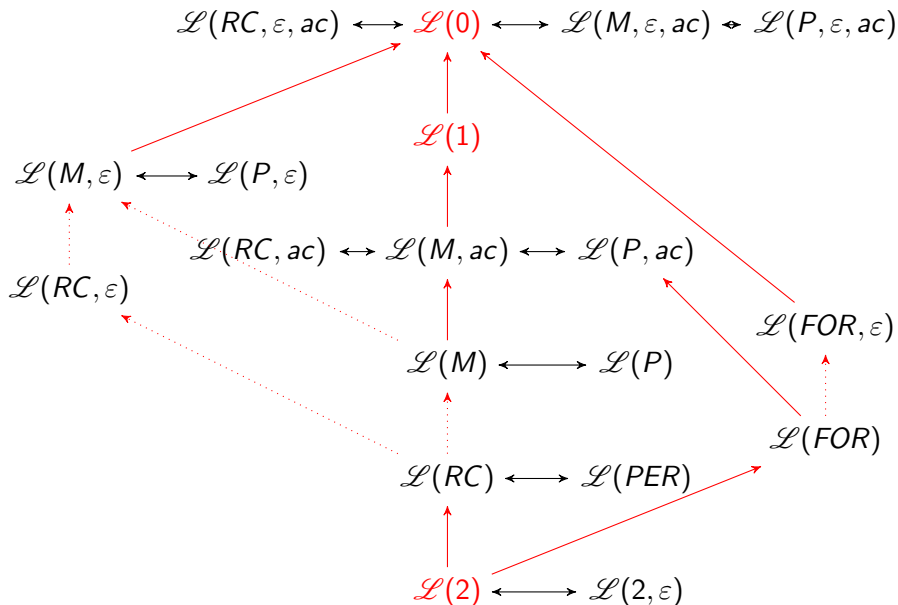 ℒ(RC, ε, ac) ℒ(0) ℒ(M, ε, ac) ℒ(P, ε, ac)
ℒ(1)
ℒ(M, ε) ℒ(P, ε)
ℒ(RC, ac) ℒ(M, ac) ℒ(P, ac)
ℒ(RC, ε)
ℒ(FOR, ε)
ℒ(M) ℒ(P)
ℒ(FOR)
ℒ(RC) ℒ(PER)
ℒ(2) ℒ(2, ε)